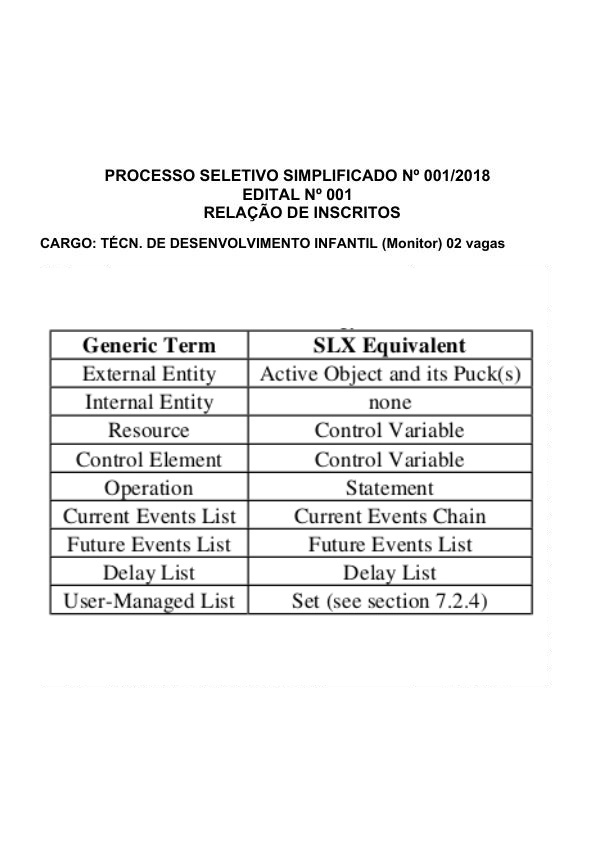 PROCESSO SELETIVO SIMPLIFICADO Nº 001/2018
EDITAL Nº 001
RELAÇÃO DE INSCRITOS
CARGO: TÉCN. DE DESENVOLVIMENTO INFANTIL (Monitor) 02 vagas
Generic Term SLX Equivalent
External Entity Active Object and its Puck(s)
Internal Entity none
Resource Control Variable
Control Element Control Variable
Operation Statement
Current Events List Current Events Chain
Future Events List Future Events List
Delay List Delay List
User-Managed List Set (see section 7.2.4)